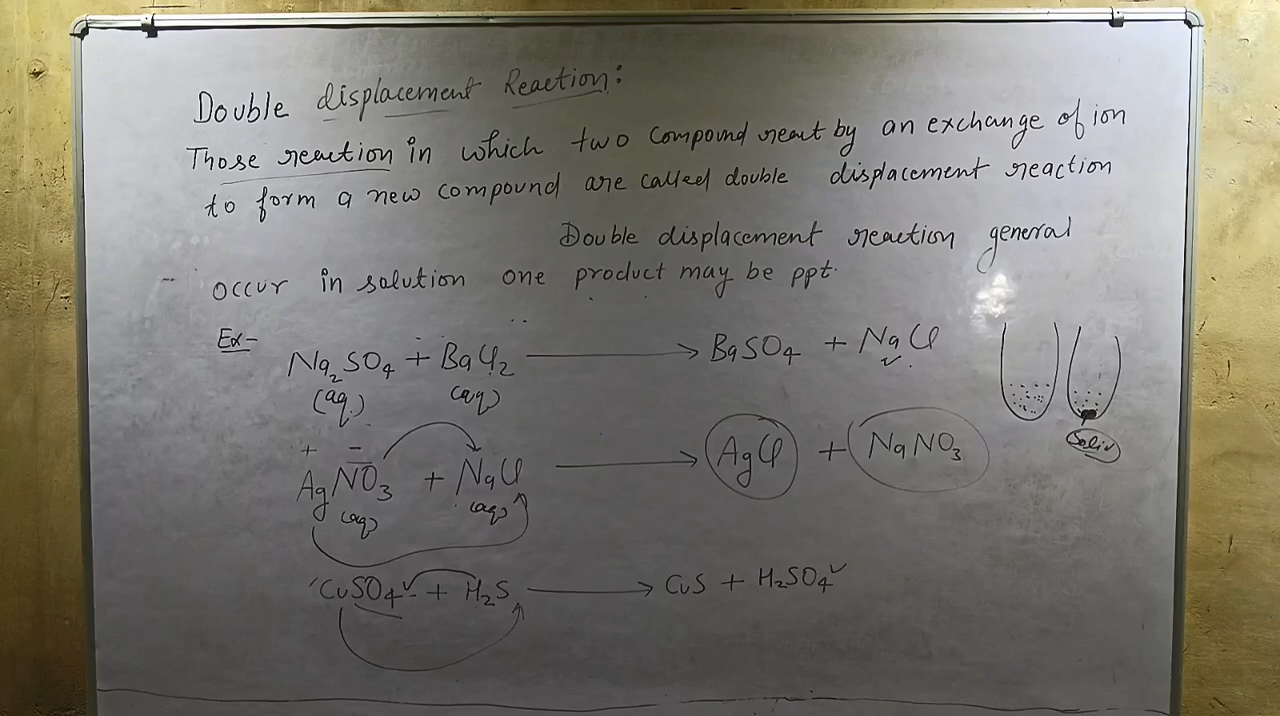 Double displacement Reaction:
Those reaction in which two compound react by an exchange of ion
to form a new compound are called double displacement reaction
Double displacement reaction general
occur in solution one product may be ppt.
Ex-
Na2SO4 + BaCl2 → BaSO4 + NaCl
(aq) (aq)
+ -
AgNO3 + NaCl → AgCl + NaNO3
(aq) (aq)
Solid
CuSO4 + H2S → CuS + H2SO4